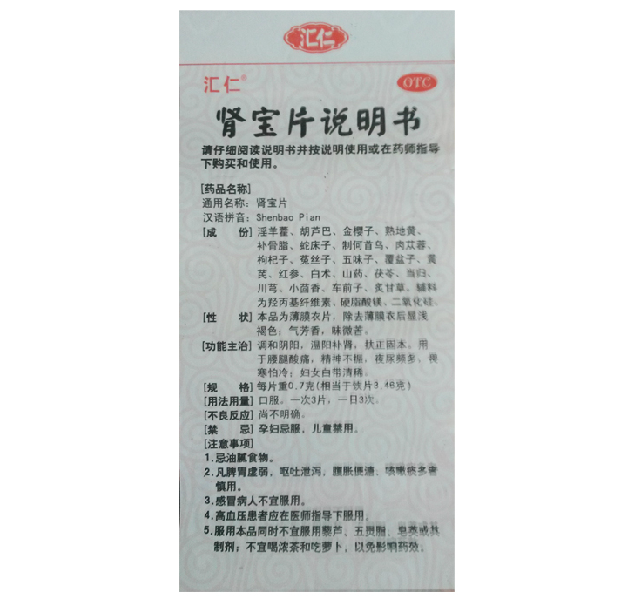 汇仁
汇仁®
OTC
肾宝片说明书
请仔细阅读说明书并按说明使用或在药师指导
下购买和使用。
[药品名称]
通用名称：肾宝片
汉语拼音：Shenbao Pian
[成 份] 淫羊藿、胡芦巴、金樱子、熟地黄、
补骨脂、蛇床子、制何首乌、肉苁蓉、
枸杞子、菟丝子、五味子、覆盆子、黄
芪、红参、白术、山药、茯苓、当归、
川芎、小茴香、车前子、炙甘草。辅料
为羟丙基纤维素、硬脂酸镁、二氧化硅。
[性 状] 本品为薄膜衣片，除去薄膜衣后显浅
褐色；气芳香，味微苦。
[功能主治] 调和阴阳，温阳补肾，扶正固本。用
于腰腿酸痛，精神不振，夜尿频多，畏
寒怕冷；妇女白带清稀。
[规 格] 每片重0.7克(相当于饮片3.46克)
[用法用量] 口服。一次3片，一日3次。
[不良反应] 尚不明确。
[禁 忌] 孕妇忌服，儿童禁用。
[注意事项]
1.忌油腻食物。
2.凡脾胃虚弱，呕吐泄泻，腹胀便溏、咳嗽痰多者
慎用。
3.感冒病人不宜服用。
4.高血压患者应在医师指导下服用。
5.服用本品同时不宜服用藜芦、五灵脂、皂荚或其
制剂；不宜喝浓茶和吃萝卜，以免影响药效。